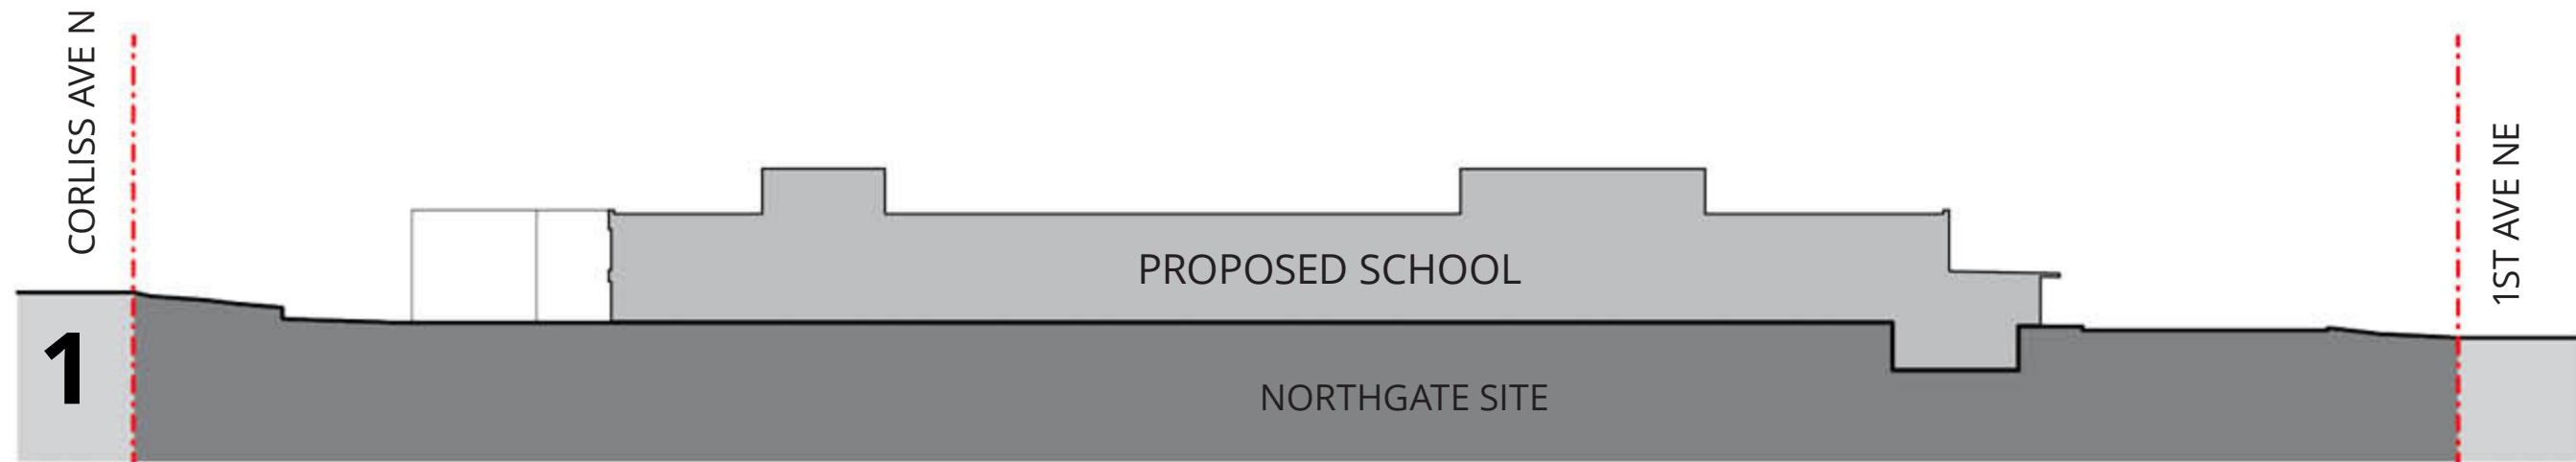 CORLISS AVE N
1
PROPOSED SCHOOL
NORTHGATE SITE
1ST AVE NE